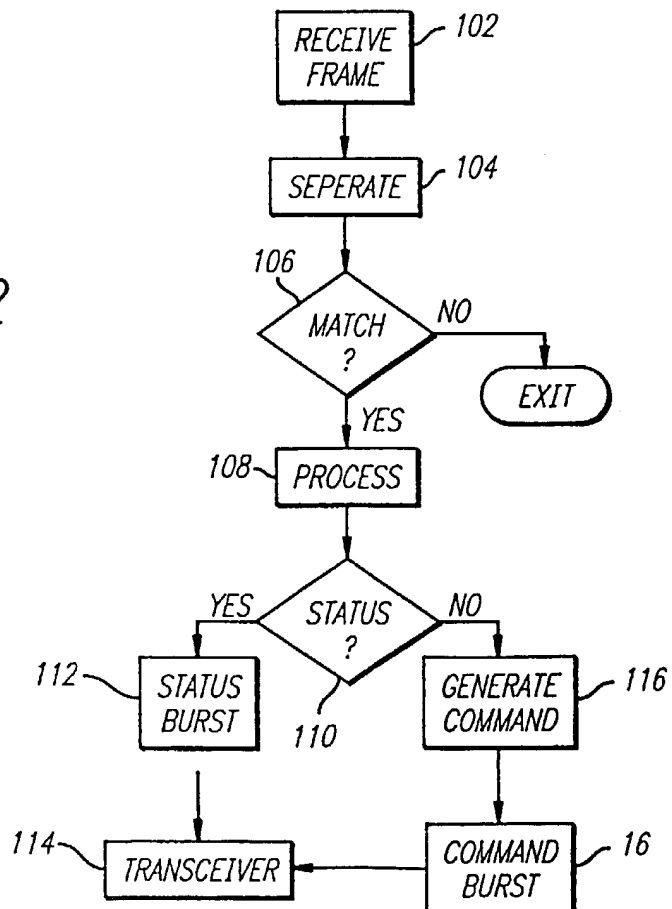 RECEIVE
FRAME
102
SEPERATE
104
106
2
MATCH
?
NO
EXIT
YES
108
PROCESS
YES
STATUS
?
NO
110
112
STATUS
BURST
GENERATE
COMMAND
116
114
TRANSCEIVER
COMMAND
BURST
16